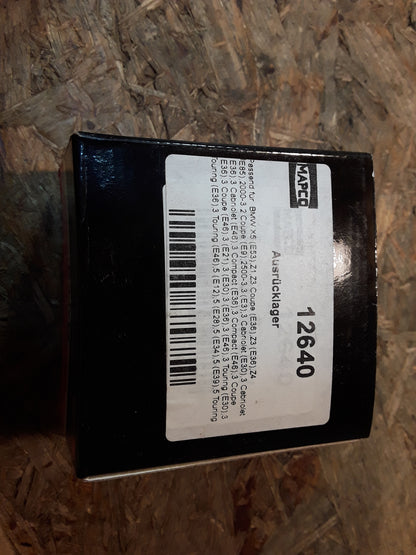 MAPCO
12640
Ausrücklager
Passend für: BMW X5 (E53),Z1,Z3 Coupe (E36),Z3 (E36),Z4
(E85),2000-3.2 Coupe (E9),2500-3.3 (E3),3 Cabriolet (E30),3 Cabriolet
(E36),3 Cabriolet (E46),3 Compact (E36),3 Compact (E46),3 Coupe
(E36),3 Coupe (E46),3 (E21),3 (E30),3 (E36),3 (E46),3 Touring (E30),3
Touring (E36),3 Touring (E46),5 (E12),5 (E28),5 (E34),5 (E39),5 Touring